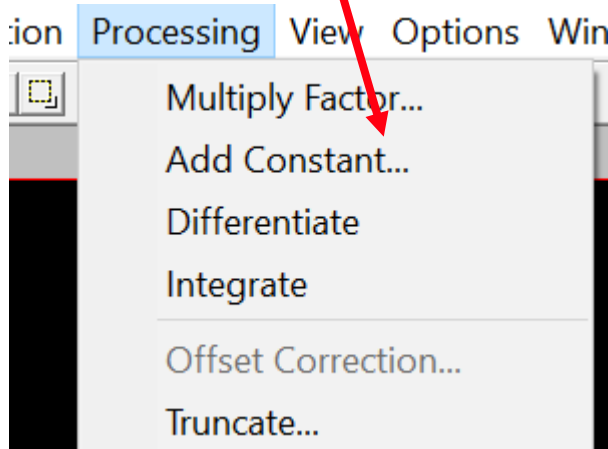 tion Processing View Options Win
Multiply Factor...
Add Constant...
Differentiate
Integrate
Offset Correction...
Truncate...